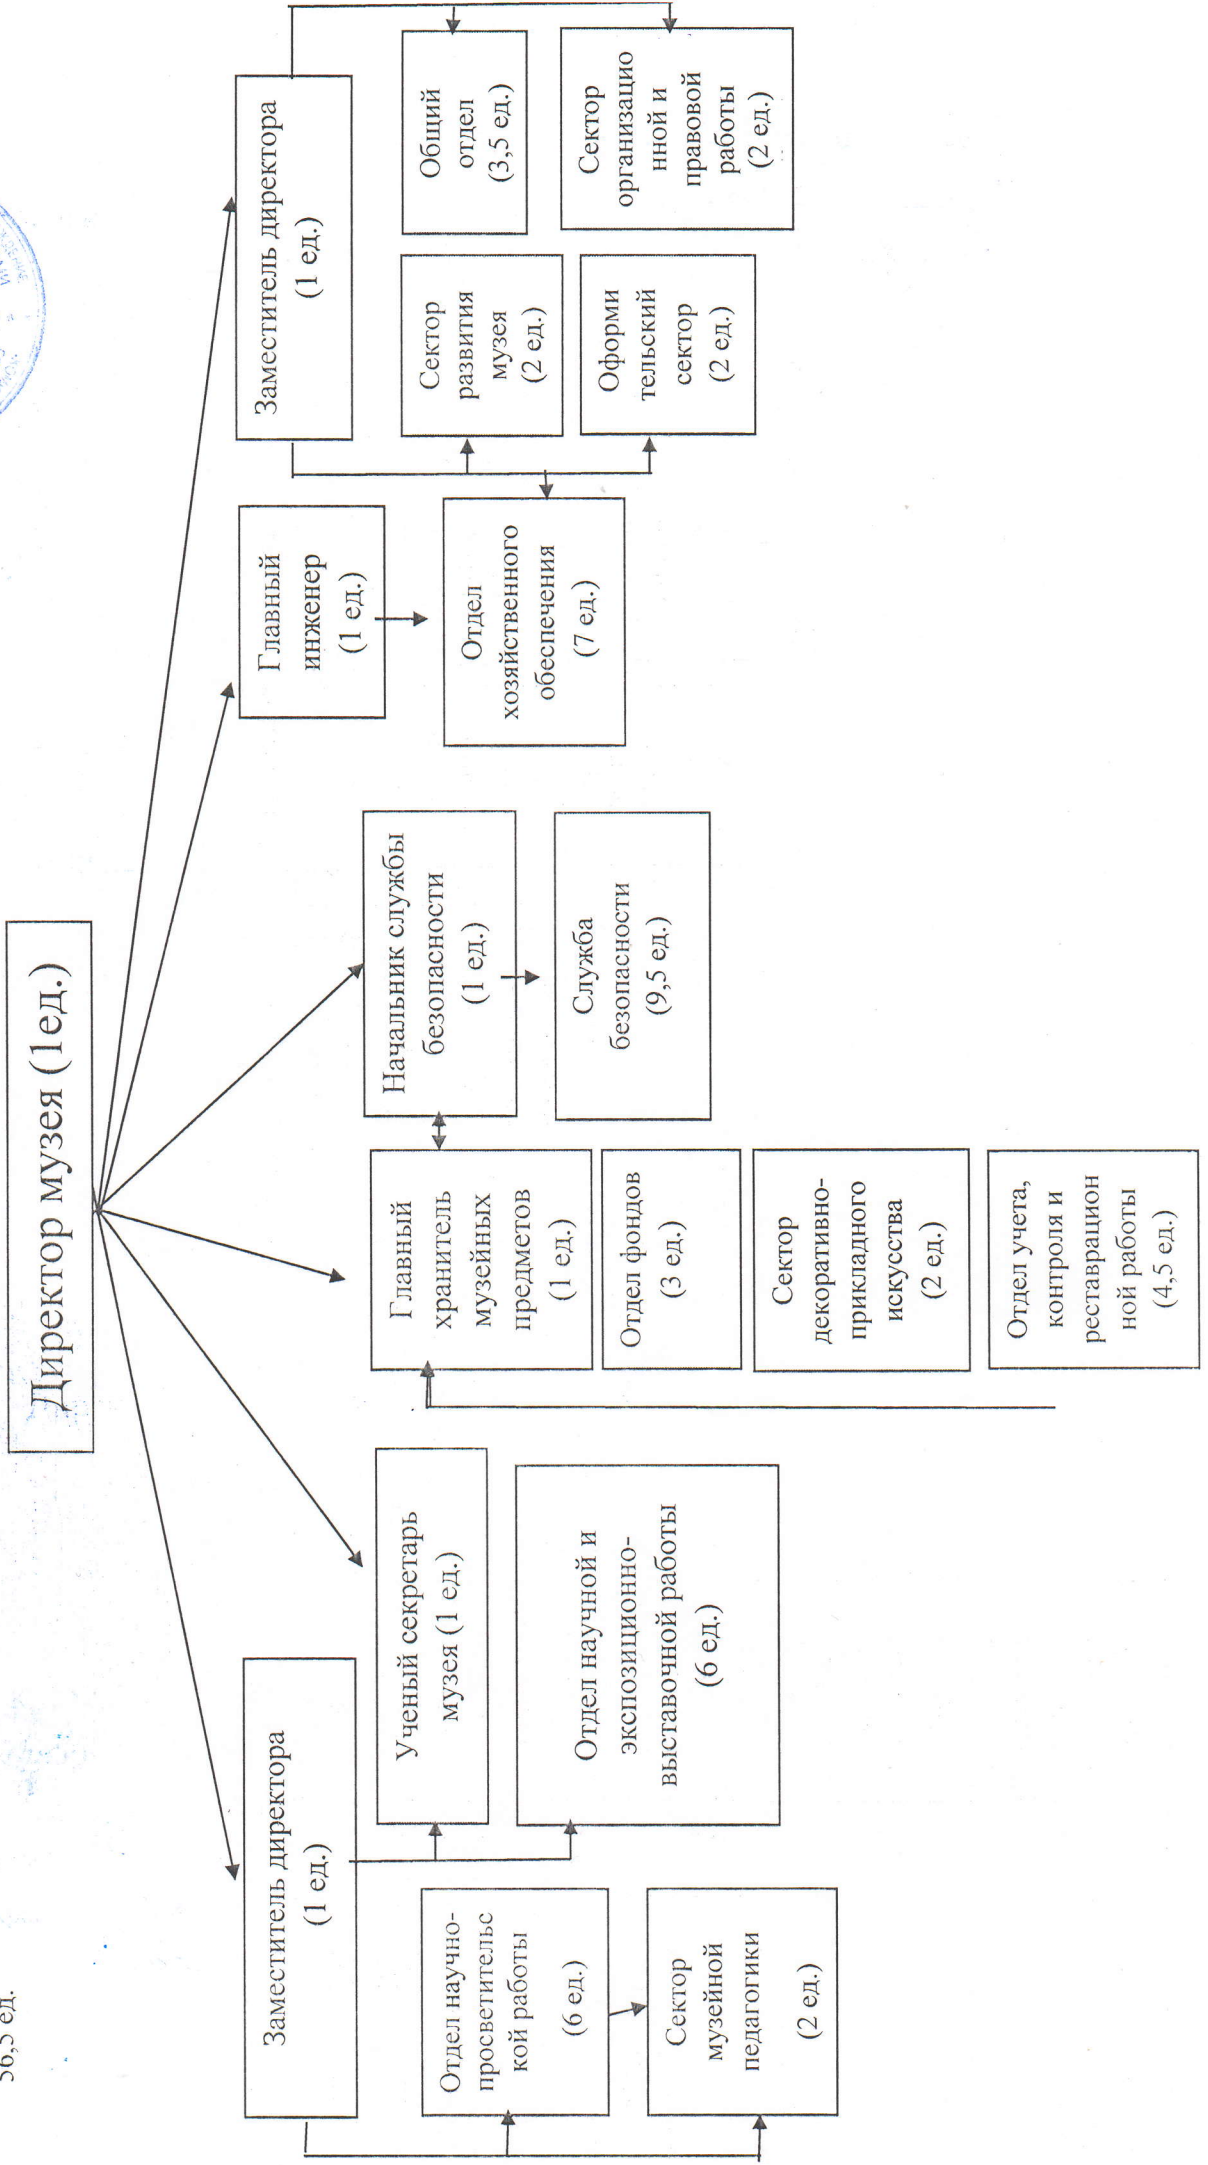 56,5 ед.
Директор музея (1ед.)
Заместитель директора
(1 ед.)
Ученый секретарь
музея (1 ед.)
Отдел научной и
экспозиционно-
выставочной работы
(6 ед.)
Отдел научно-
просветительс
кой работы
(6 ед.)
Сектор
музейной
педагогики
(2 ед.)
Главный
хранитель
музейных
предметов
(1 ед.)
Отдел фондов
(3 ед.)
Сектор
декоративно-
прикладного
искусства
(2 ед.)
Отдел учета,
контроля и
реставрацион
ной работы
(4,5 ед.)
Начальник службы
безопасности
(1 ед.)
Служба
безопасности
(9,5 ед.)
Главный
инженер
(1 ед.)
Отдел
хозяйственного
обеспечения
(7 ед.)
Заместитель директора
(1 ед.)
Сектор
развития
музея
(2 ед.)
Оформи
тельский
сектор
(2 ед.)
Общий
отдел
(3,5 ед.)
Сектор
организацио
нной и
правовой
работы
(2 ед.)